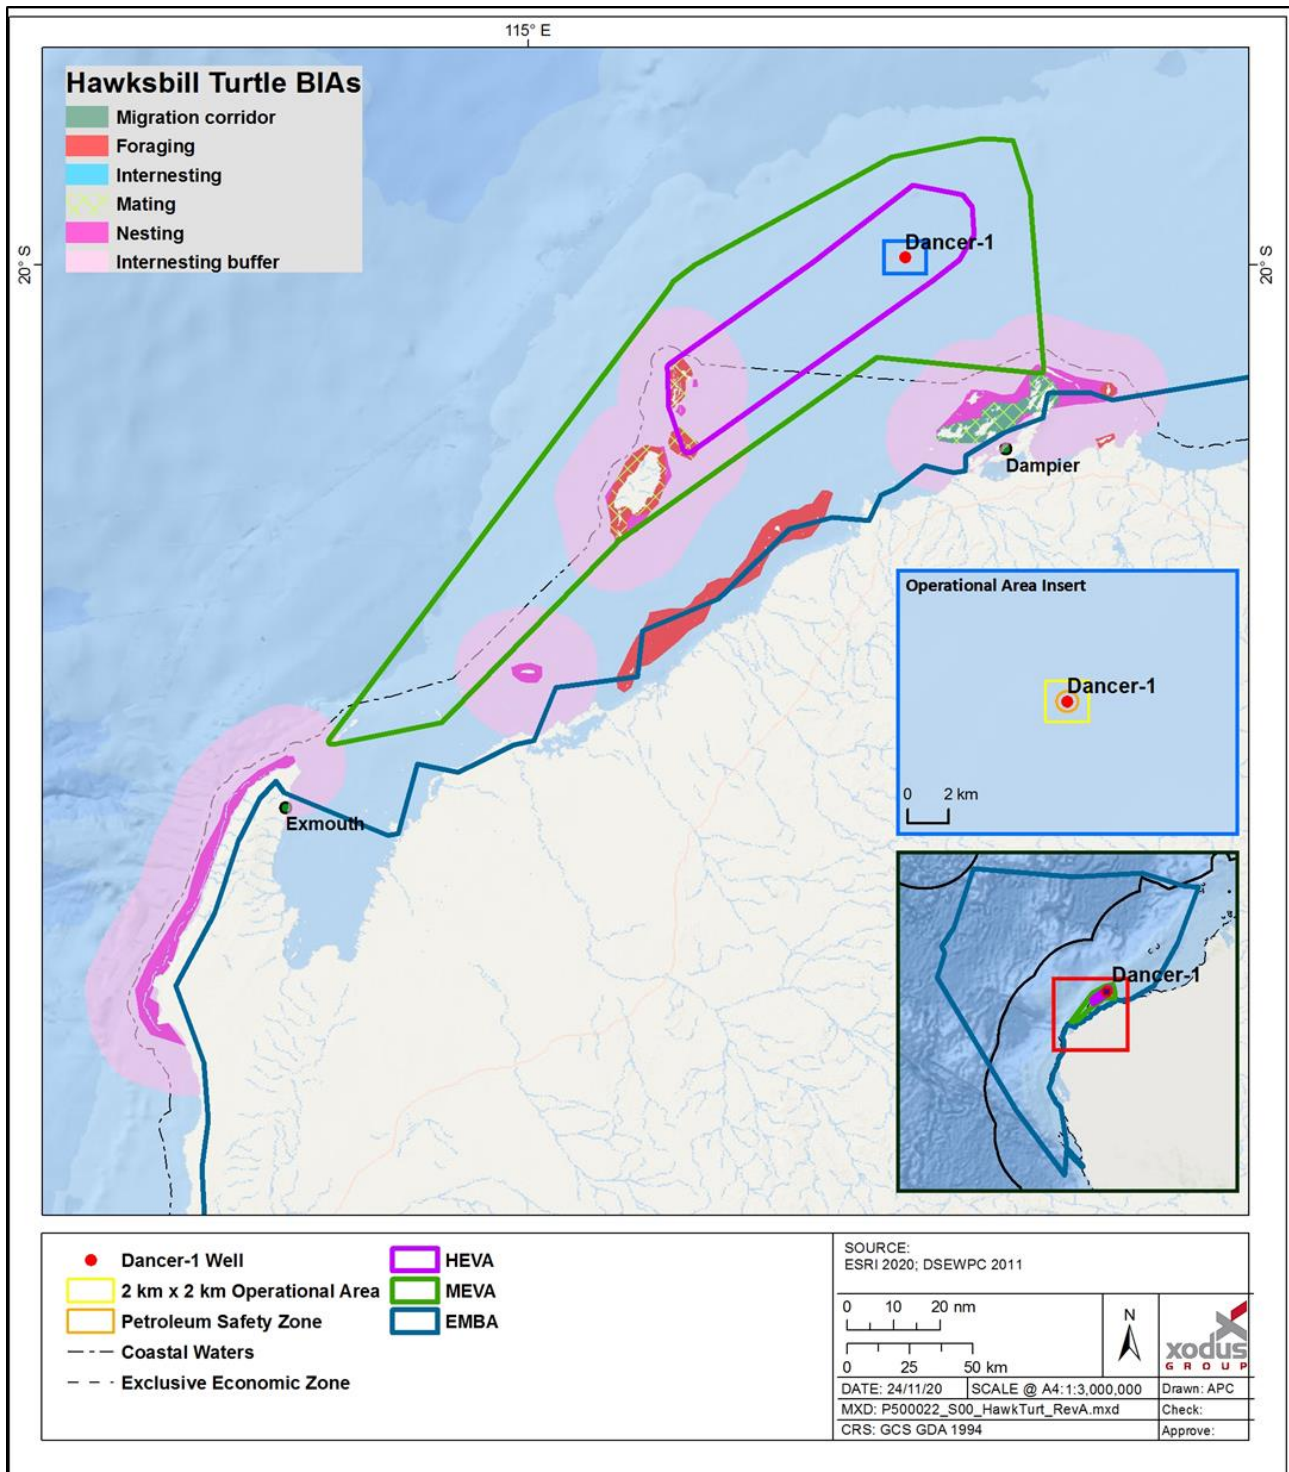 115° E
Hawksbill Turtle BIAs
Migration corridor
Foraging
Internesting
Mating
Nesting
Internesting buffer
20° S
20° S
Dancer-1
Dampier
Exmouth
Operational Area Insert
Dancer-1
0 2 km
Dancer-1
Dancer-1 Well
2 km x 2 km Operational Area
Petroleum Safety Zone
Coastal Waters
Exclusive Economic Zone
HEVA
MEVA
EMBA
SOURCE:
ESRI 2020; DSEWPC 2011
0 10 20 nm
0 25 50 km
N
xodus
GROUP
DATE: 24/11/20
SCALE @ A4:1:3,000,000
Drawn: APC
MXD: P500022_S00_HawkTurt_RevA.mxd
Check:
CRS: GCS GDA 1994
Approve: